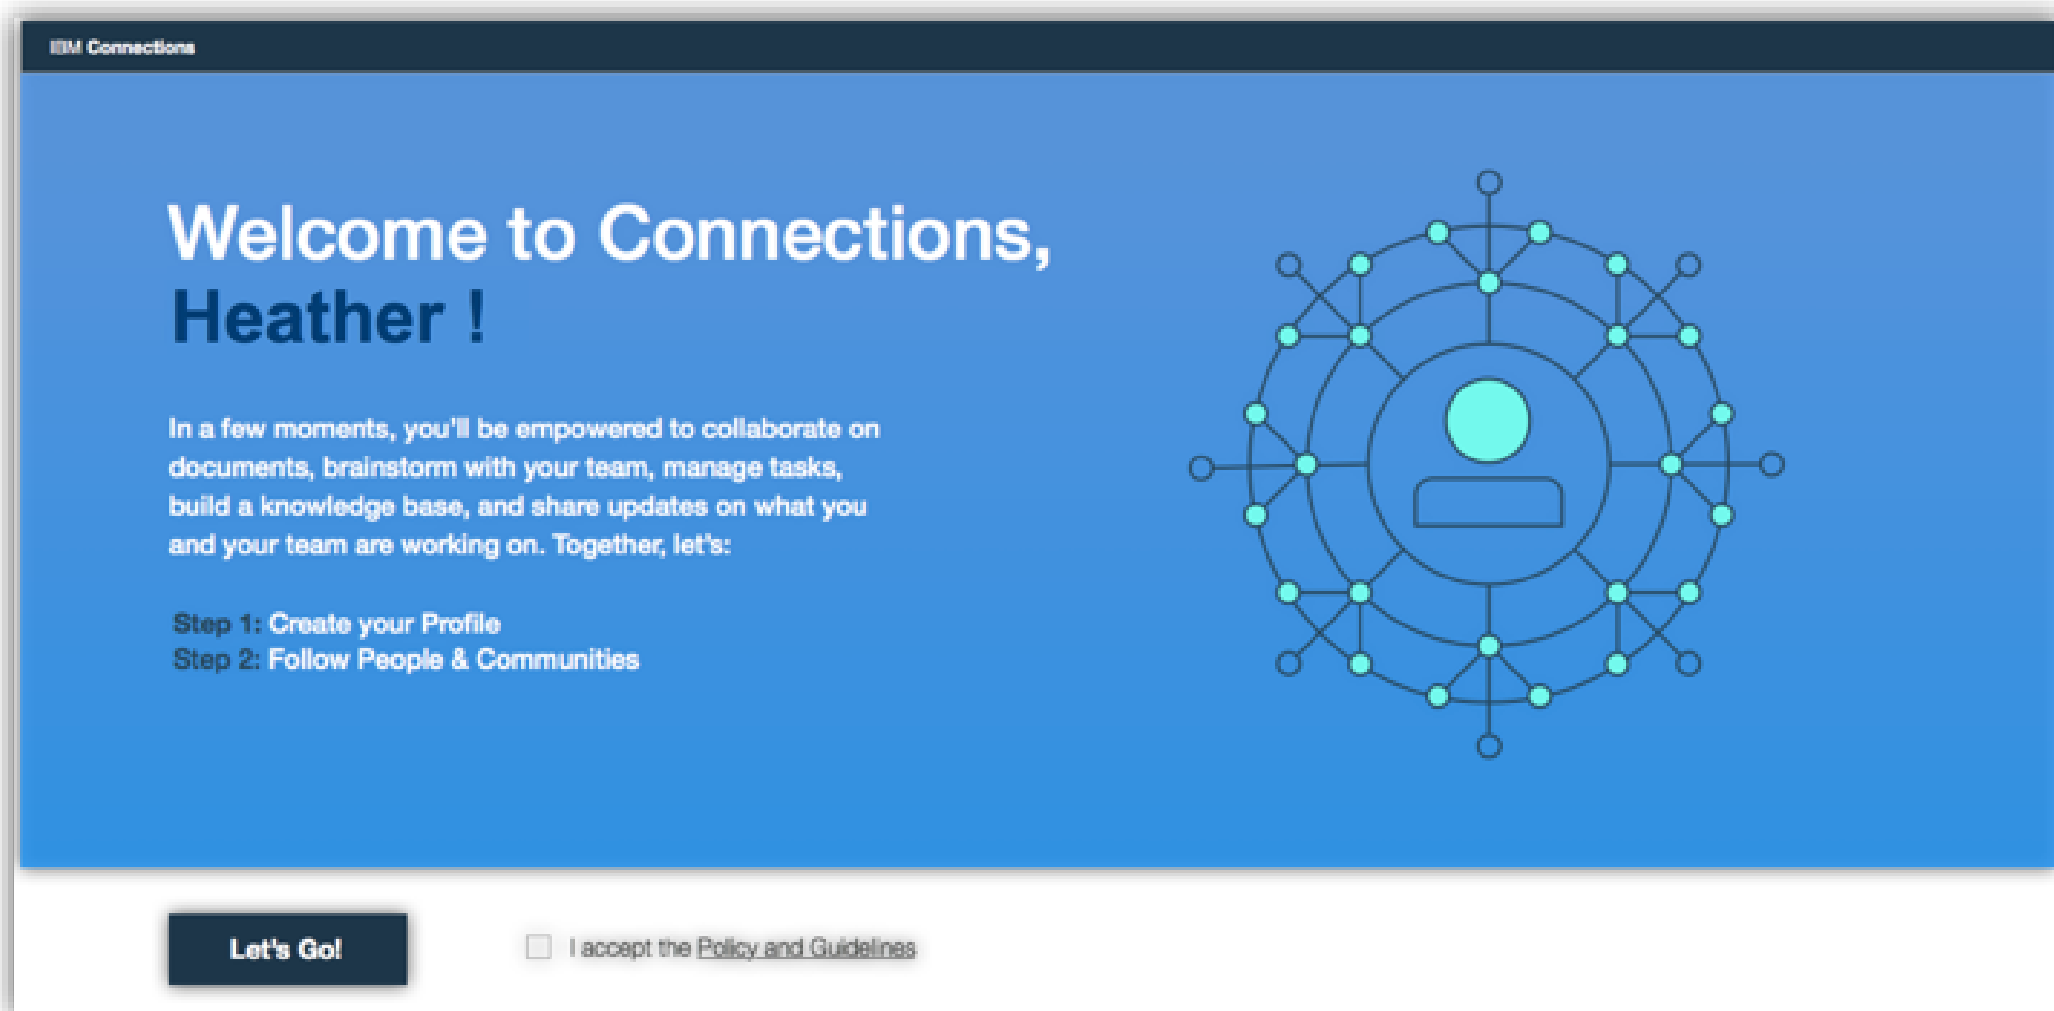 IBM Connections
Welcome to Connections,
Heather !
In a few moments, you'll be empowered to collaborate on
documents, brainstorm with your team, manage tasks,
build a knowledge base, and share updates on what you
and your team are working on. Together, let's:
Step 1: Create your Profile
Step 2: Follow People & Communities
Let's Go!
I accept the Policy and Guidelines